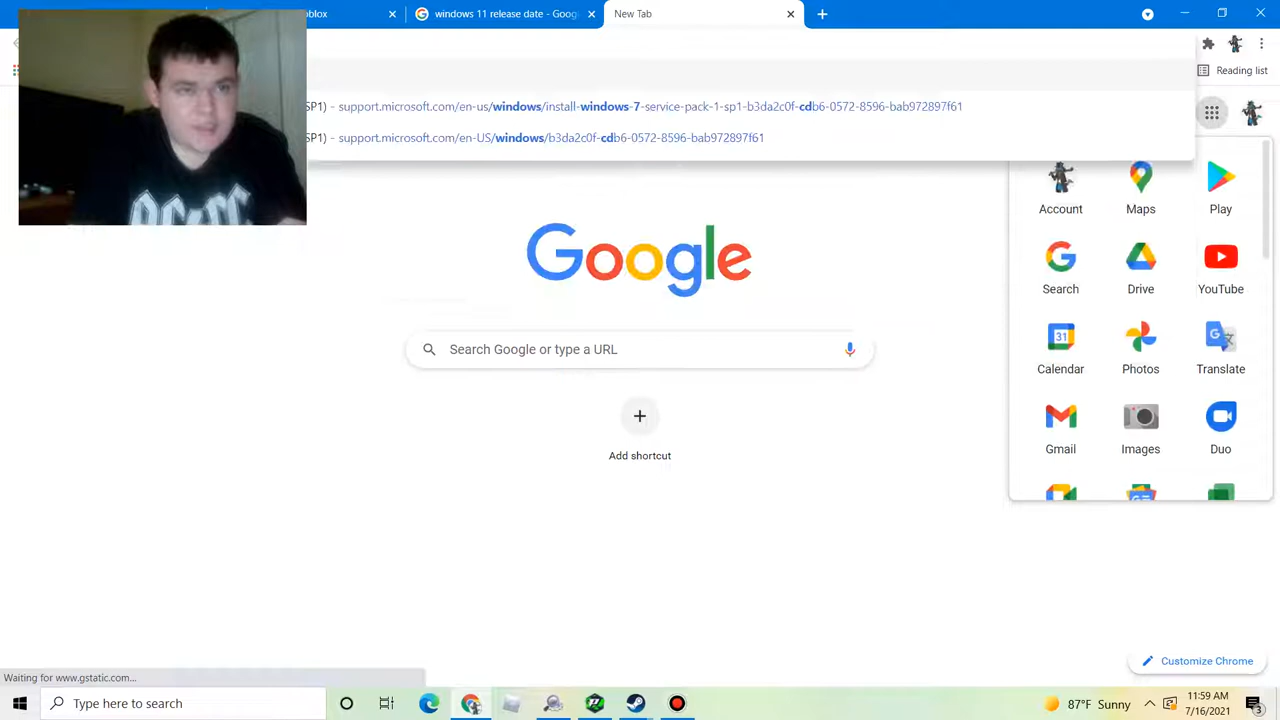 blox
windows 11 release date - Goog
New Tab
Reading list
SP1) - support.microsoft.com/en-us/windows/install-windows-7-service-pack-1-sp1-b3da2c0f-cdb6-0572-8596-bab972897f61
SP1) - support.microsoft.com/en-US/windows/b3da2c0f-cdb6-0572-8596-bab972897f61
Account
Maps
Play
Google
Search
Drive
YouTube
Search Google or type a URL
31
Calendar
Photos
Translate
Add shortcut
Gmail
Images
Duo
AC/DC
Customize Chrome
Waiting for www.gstatic.com...
Type here to search
87°F Sunny
11:59 AM
7/16/2021
3